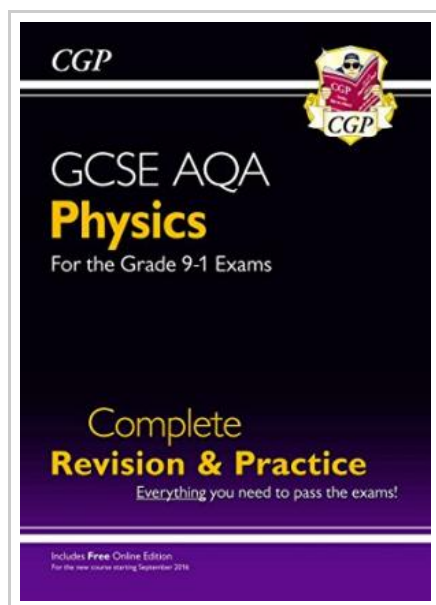 CGP
CGP
CGP
GCSE AQA
Physics
For the Grade 9-1 Exams
Complete
Revision & Practice
Everything you need to pass the exams!
Includes Free Online Edition
For the new course starting September 2016